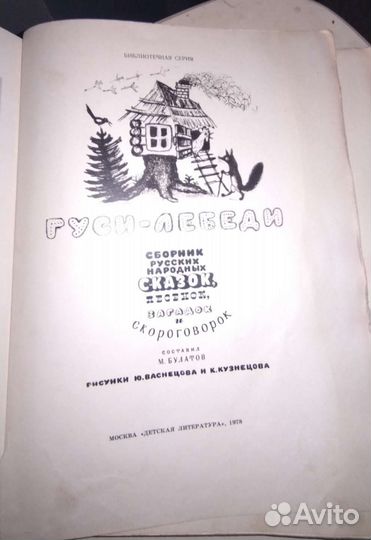 БИБЛИОТЕЧНАЯ СЕРИЯ
ГУСИ-ЛЕБЕДИ
СБОРНИК
РУССКИХ
НАРОДНЫХ
СКАЗОК,
ПЕСЕНОК,
ЗАГАДОК
И
СКОРОГОВОРОК
СОСТАВИЛ
М. БУЛАТОВ
РИСУНКИ Ю. ВАСНЕЦОВА И К. КУЗНЕЦОВА
МОСКВА «ДЕТСКАЯ ЛИТЕРАТУРА», 1978
Avito